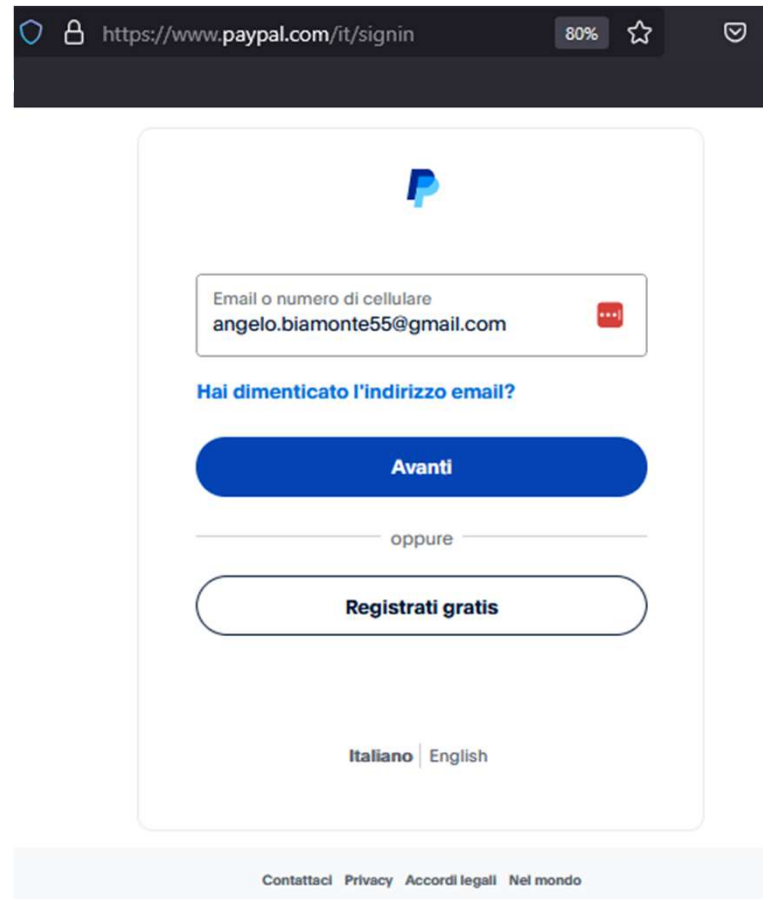 https://www.paypal.com/it/signin 80%
Email o numero di cellulare
angelo.biamonte55@gmail.com
Hai dimenticato l'indirizzo email?
Avanti
oppure
Registrati gratis
Italiano English
Contattaci Privacy Accordi legali Nel mondo